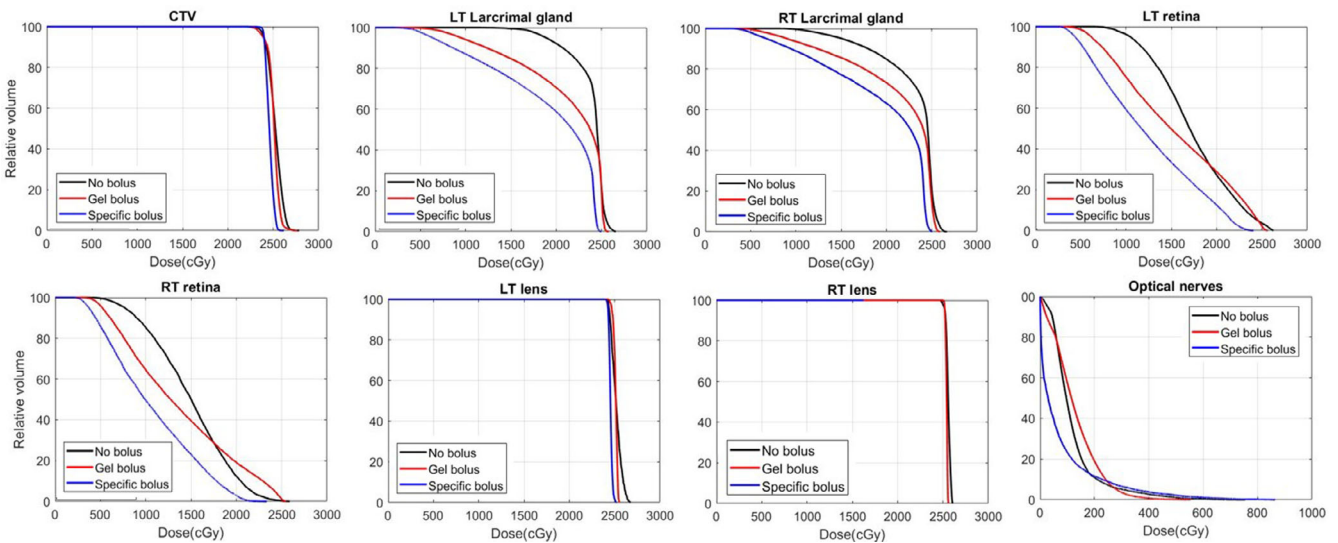 CTV
Relative volume
100
80
60
40
20
0
No bolus
Gel bolus
Specific bolus
0 500 1000 1500 2000 2500 3000
Dose(cGy)
LT Larcrimal gland
100
80
60
40
20
0
No bolus
Gel bolus
Specific bolus
0 500 1000 1500 2000 2500 3000
Dose(cGy)
RT Larcrimal gland
100
80
60
40
20
0
No bolus
Gel bolus
Specific bolus
0 500 1000 1500 2000 2500 3000
Dose(cGy)
LT retina
100
80
60
40
20
0
No bolus
Gel bolus
Specific bolus
0 500 1000 1500 2000 2500 3000
Dose(cGy)
RT retina
Relative volume
100
80
60
40
20
0
No bolus
Gel bolus
Specific bolus
0 500 1000 1500 2000 2500 3000
Dose(cGy)
LT lens
100
80
60
40
20
0
No bolus
Gel bolus
Specific bolus
0 500 1000 1500 2000 2500 3000
Dose(cGy)
RT lens
100
80
60
40
20
0
No bolus
Gel bolus
Specific bolus
0 500 1000 1500 2000 2500 3000
Dose(cGy)
Optical nerves
80
60
40
20
0
No bolus
Gel bolus
Specific bolus
0 200 400 600 800 1000
Dose(cGy)